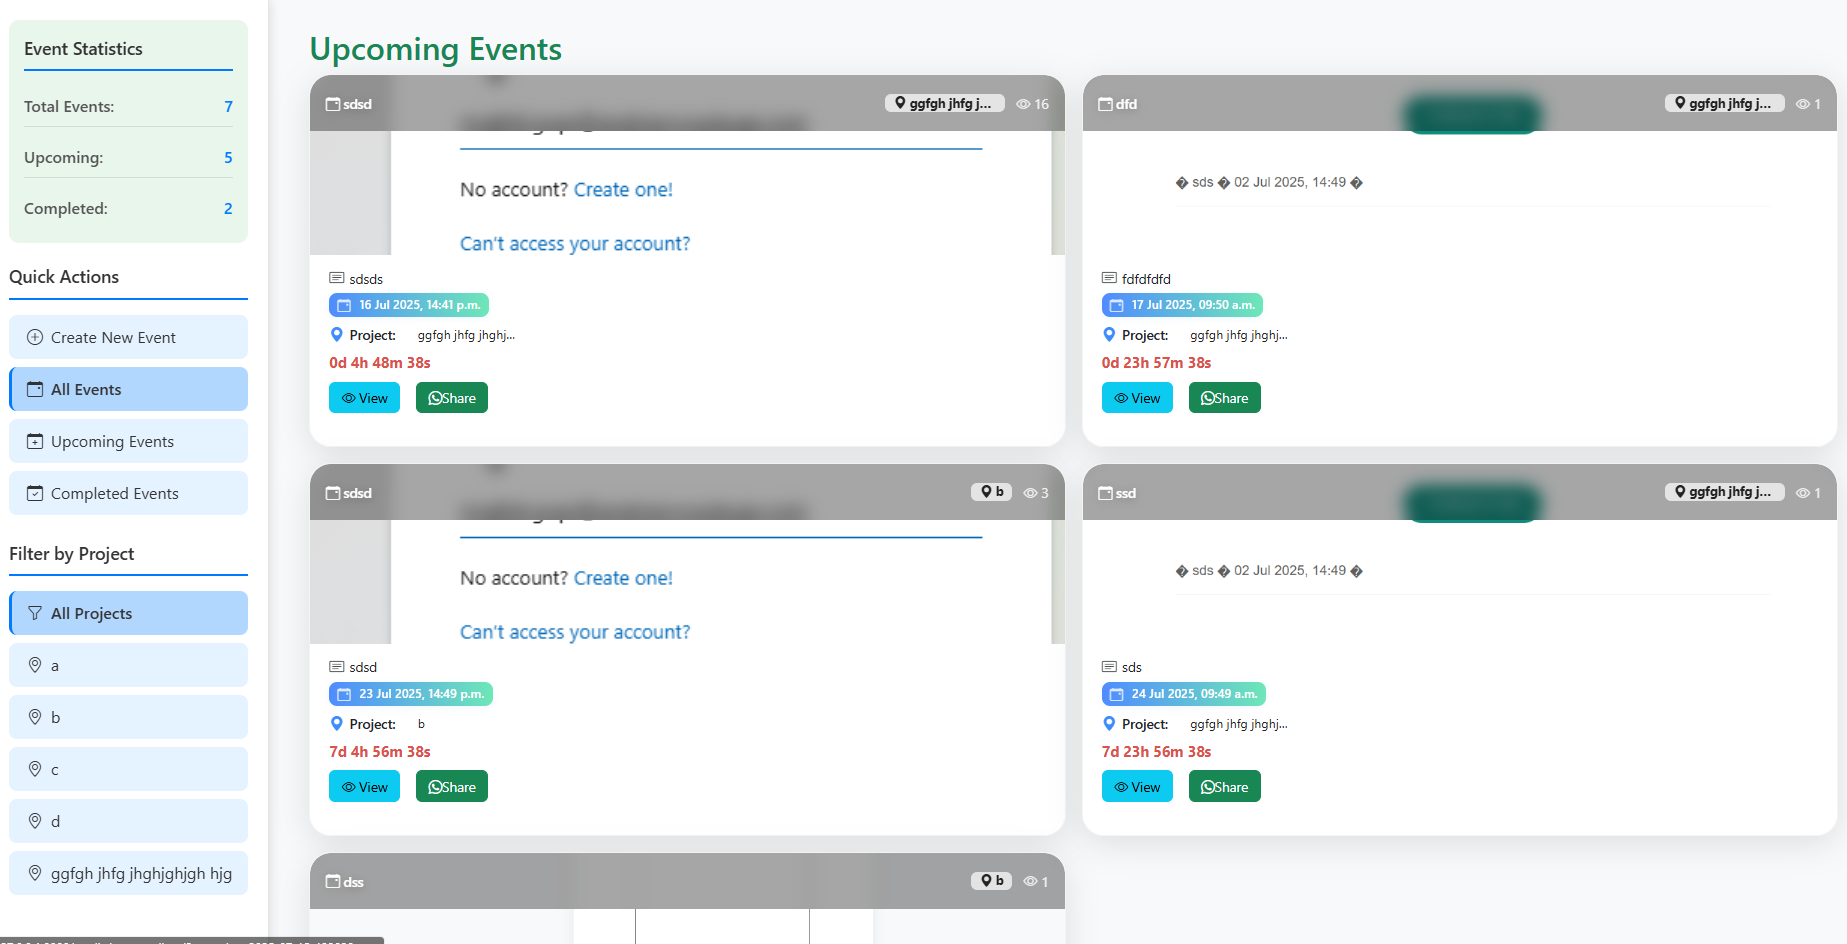 Event Statistics
Total Events: 7
Upcoming: 5
Completed: 2
Quick Actions
Create New Event
All Events
Upcoming Events
Completed Events
Filter by Project
All Projects
a
b
c
d
ggfgh jhfg jhghjghjgh hjg
Upcoming Events
sdsd ggfgh jhfg j... 16
No account? Create one!
Can't access your account?
sdsds
16 Jul 2025, 14:41 p.m.
Project: ggfgh jhfg jhghj...
0d 4h 48m 38s
View Share
dfd ggfgh jhfg j... 1
� sds � 02 Jul 2025, 14:49 �
fdfdfdfd
17 Jul 2025, 09:50 a.m.
Project: ggfgh jhfg jhghj...
0d 23h 57m 38s
View Share
sdsd b 3
No account? Create one!
Can't access your account?
sdsd
23 Jul 2025, 14:49 p.m.
Project: b
7d 4h 56m 38s
View Share
ssd ggfgh jhfg j... 1
� sds � 02 Jul 2025, 14:49 �
sds
24 Jul 2025, 09:49 a.m.
Project: ggfgh jhfg jhghj...
7d 23h 56m 38s
View Share
dss b 1